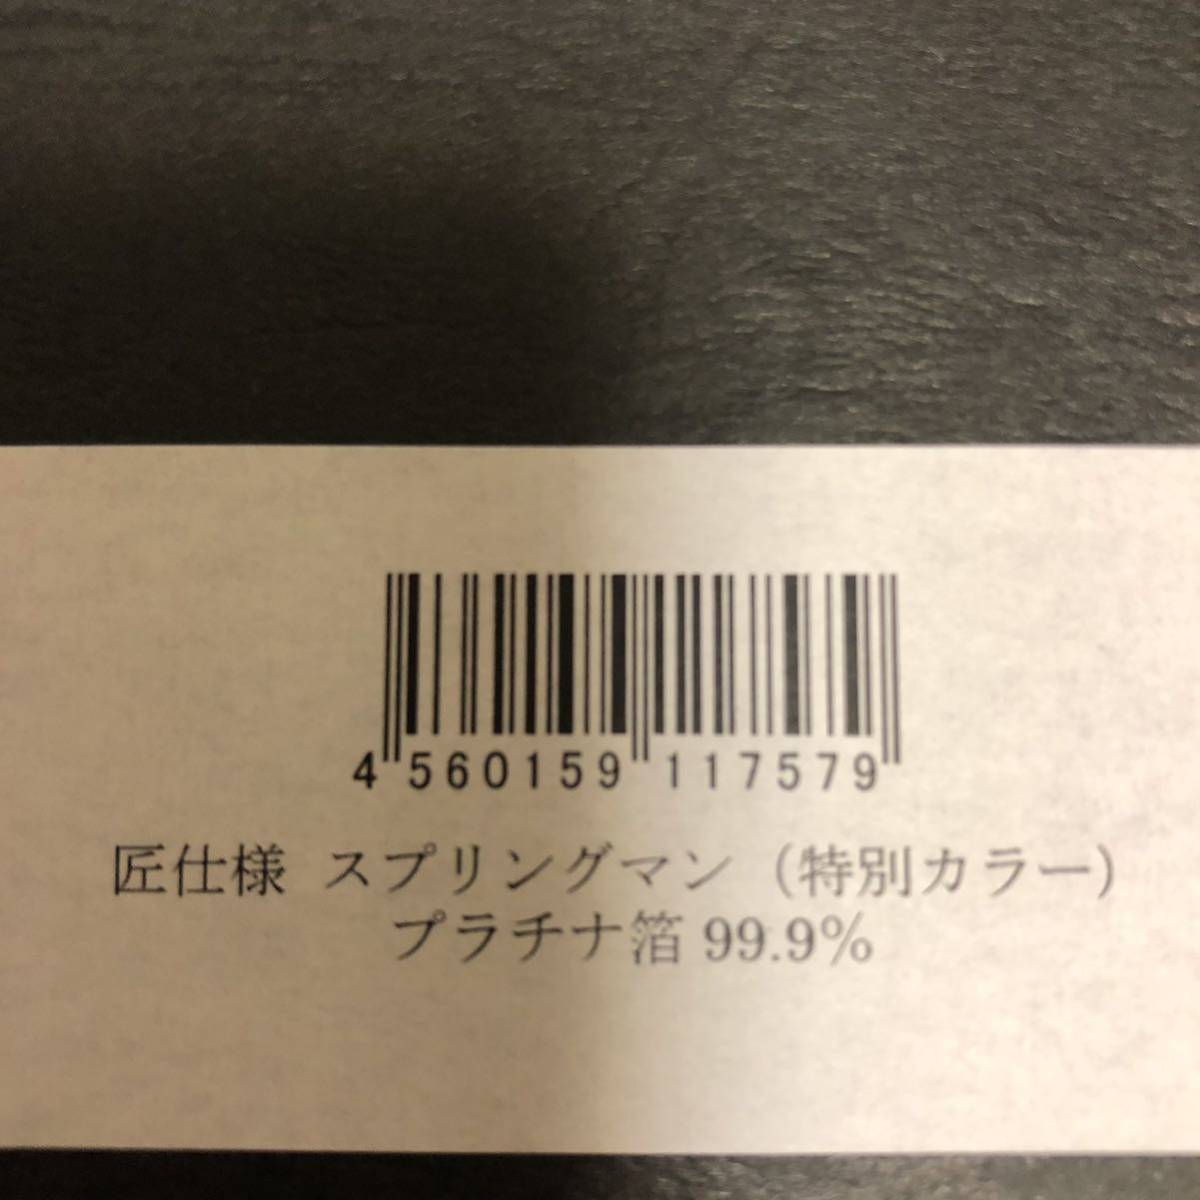 4 560159 117579
匠仕様 スプリングマン (特別カラー)
プラチナ箔 99.9%